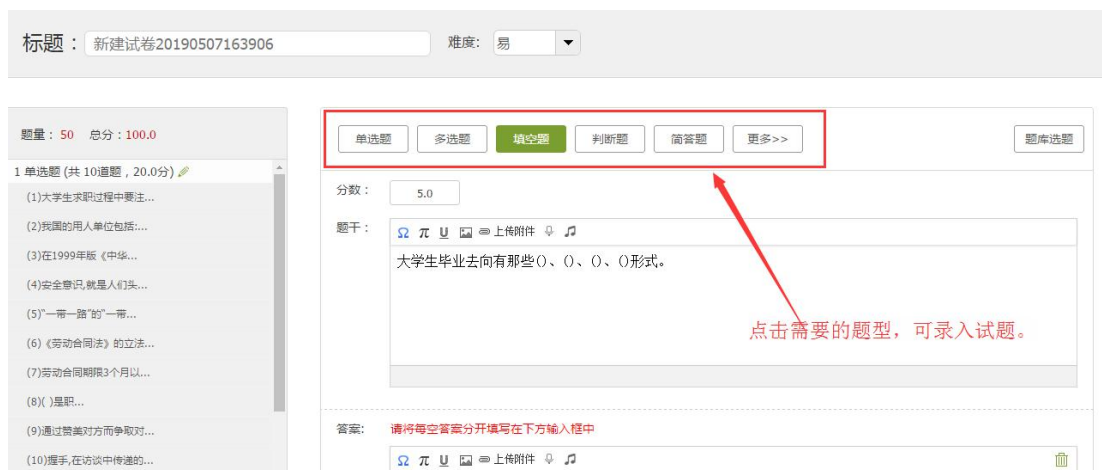 标题： 新建试卷20190507163906 难度: 易
题量： 50 总分：100.0
1 单选题 (共 10道题，20.0分)
(1)大学生求职过程中要注...
(2)我国的用人单位包括:...
(3)在1999年版《中华...
(4)安全意识,就是人们头...
(5)"一带一路"的"一带...
(6)《劳动合同法》的立法...
(7)劳动合同期限3个月以...
(8)( )是职...
(9)通过赞美对方而争取对...
(10)握手,在访谈中传递的...
单选题 多选题 填空题 判断题 简答题 更多>> 题库选题
分数： 5.0
题干： Ω π U 上传附件
大学生毕业去向有那些()、()、()、()形式。
点击需要的题型，可录入试题。
答案: 请将每空答案分开填写在下方输入框中
Ω π U 上传附件